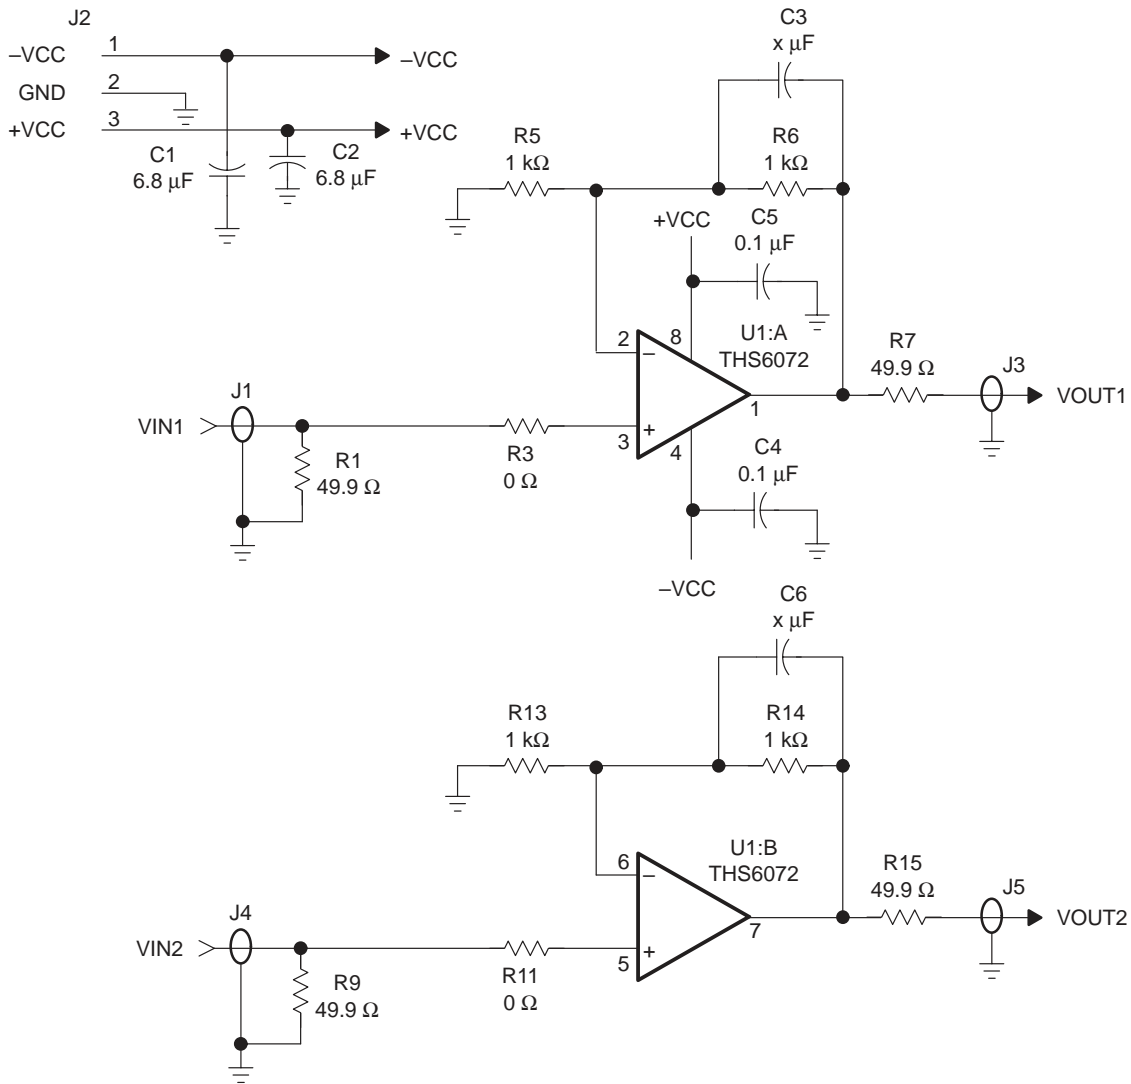 J2
–VCC
1
–VCC
GND
2
+VCC
3
+VCC
C1
6.8 μF
C2
6.8 μF
C3
x μF
R5
1 kΩ
R6
1 kΩ
+VCC
C5
0.1 μF
2
–
8
U1:A
THS6072
R7
49.9 Ω
J3
VOUT1
1
J1
VIN1
R3
0 Ω
3
+
4
R1
49.9 Ω
C4
0.1 μF
–VCC
C6
x μF
R13
1 kΩ
R14
1 kΩ
6
–
U1:B
THS6072
R15
49.9 Ω
J5
VOUT2
7
J4
VIN2
R11
0 Ω
5
+
R9
49.9 Ω